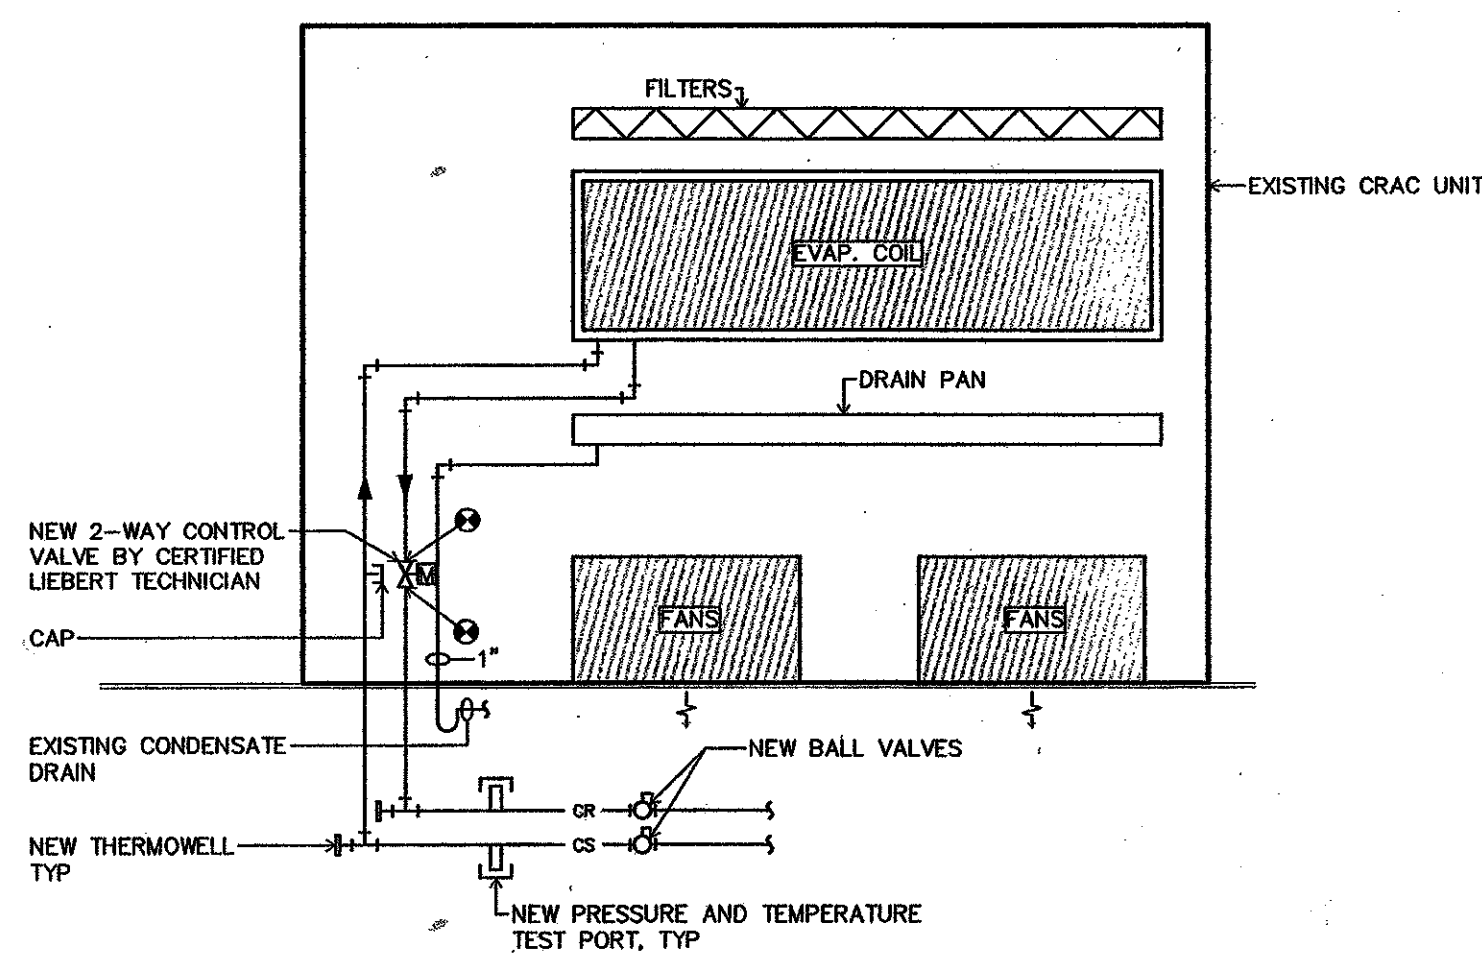 FILTERS
EXISTING CRAC UNIT
EVAP. COIL
DRAIN PAN
NEW 2-WAY CONTROL
VALVE BY CERTIFIED
LIEBERT TECHNICIAN
M
CAP
FANS
FANS
1"
EXISTING CONDENSATE
DRAIN
NEW BALL VALVES
CR
CS
NEW THERMOWELL
TYP
NEW PRESSURE AND TEMPERATURE
TEST PORT, TYP